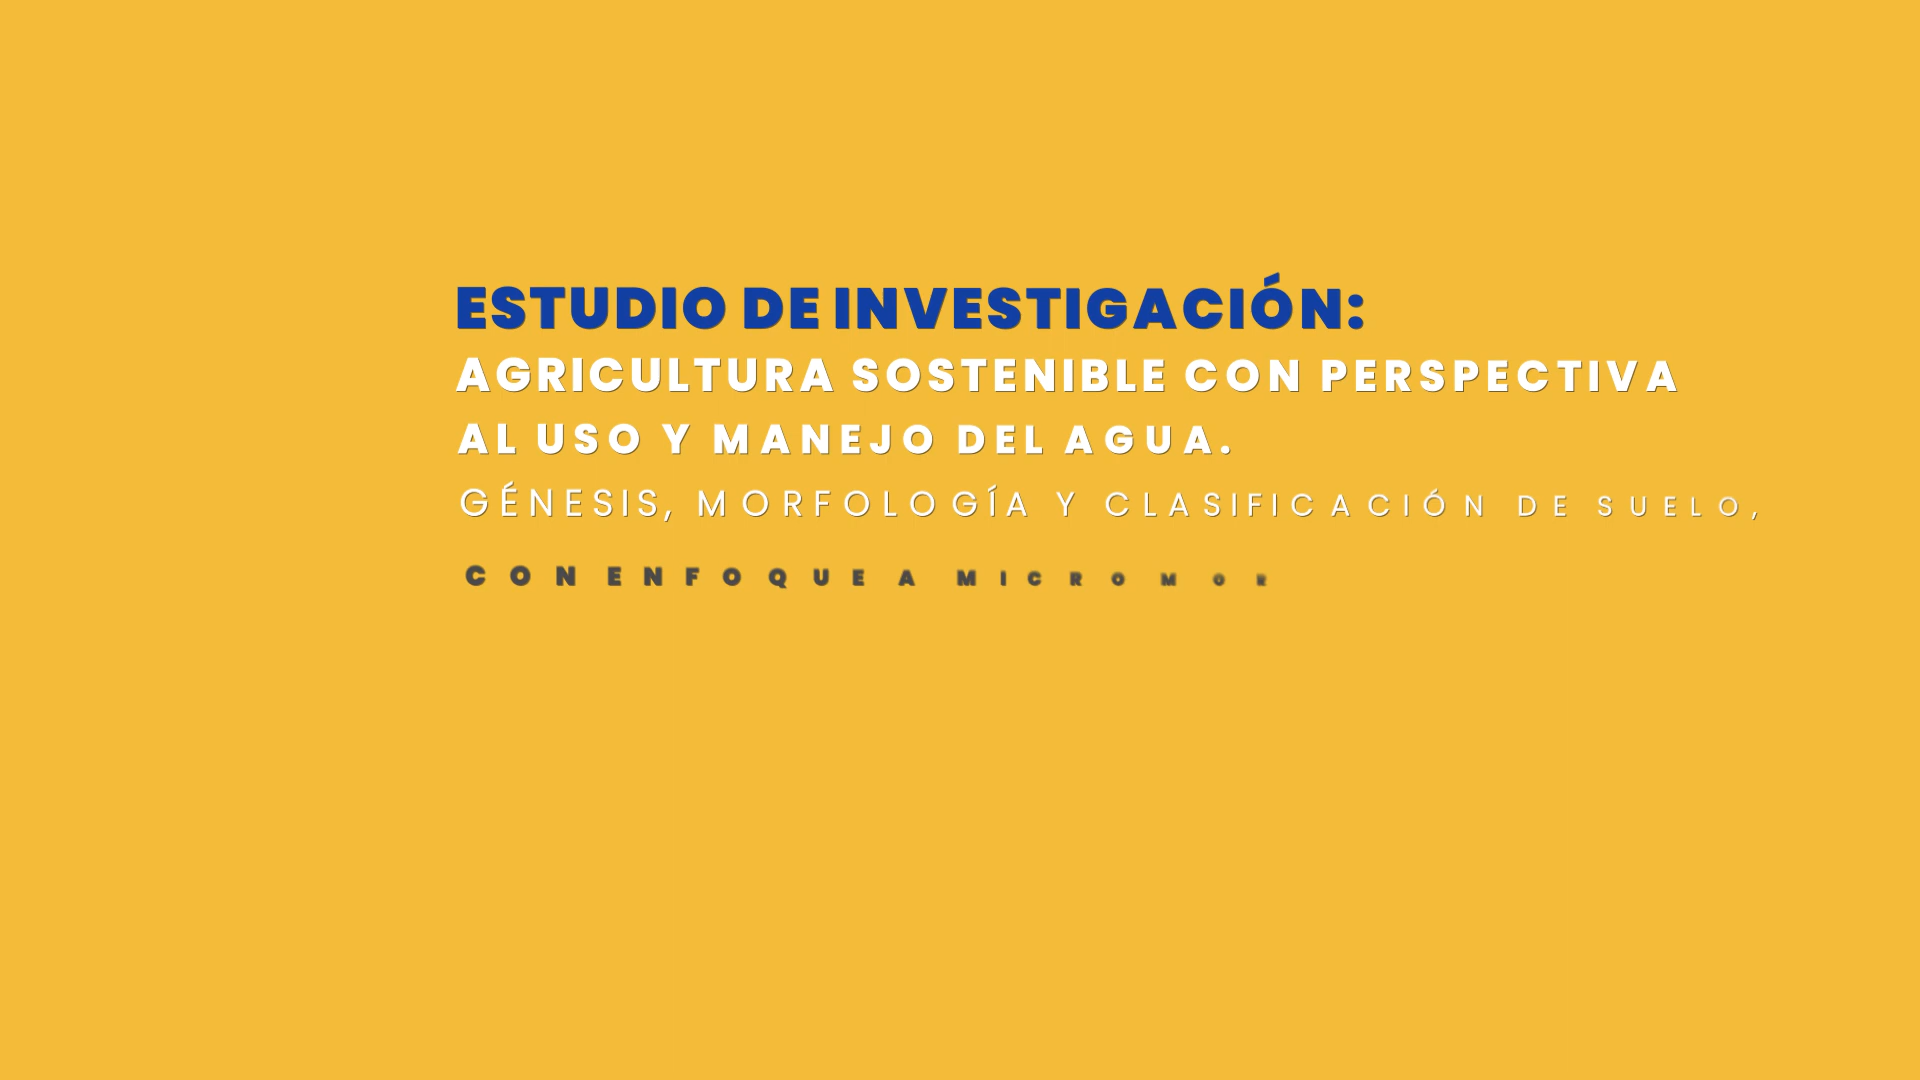 ESTUDIO DE INVESTIGACIÓN:
AGRICULTURA SOSTENIBLE CON PERSPECTIVA
AL USO Y MANEJO DEL AGUA.
GÉNESIS, MORFOLOGÍA Y CLASIFICACIÓN DE SUELO,
CON ENFOQUE A MICROMOR